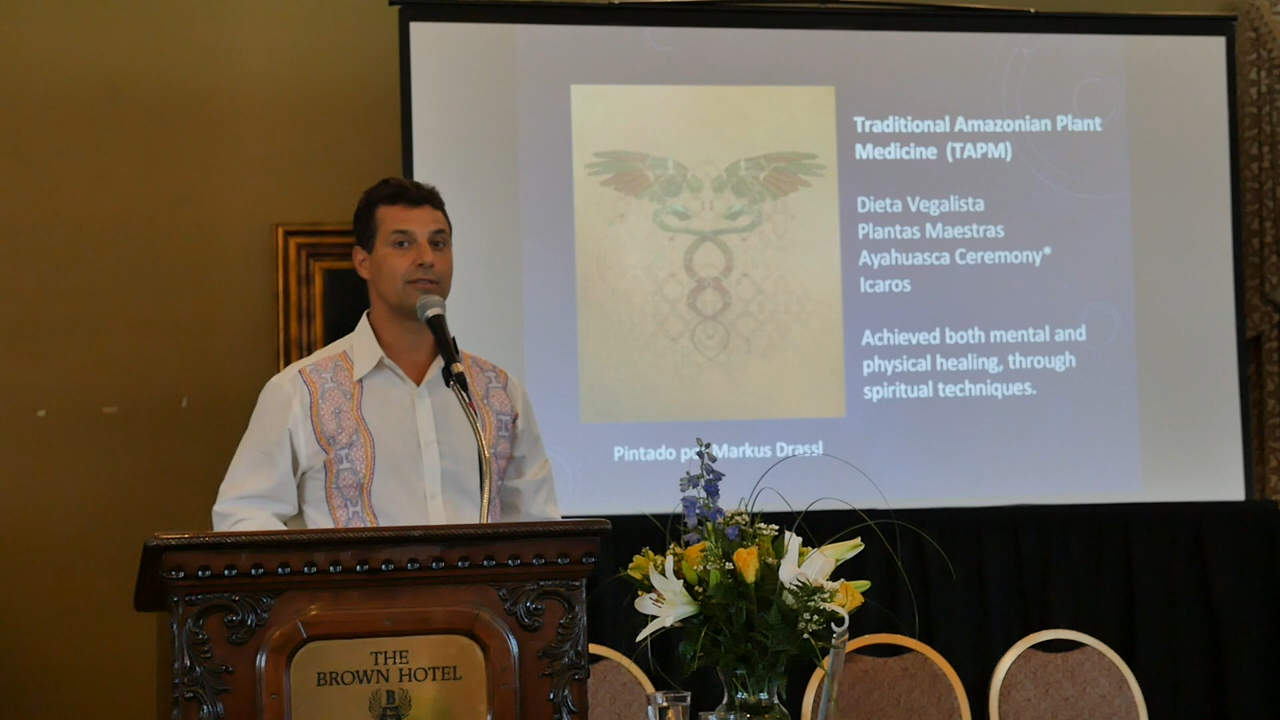 Traditional Amazonian Plant
Medicine (TAPM)
Dieta Vegalista
Plantas Maestras
Ayahuasca Ceremony*
Icaros
Achieved both mental and
physical healing, through
spiritual techniques.
Pintado por Markus Drassl
THE
BROWN HOTEL
B